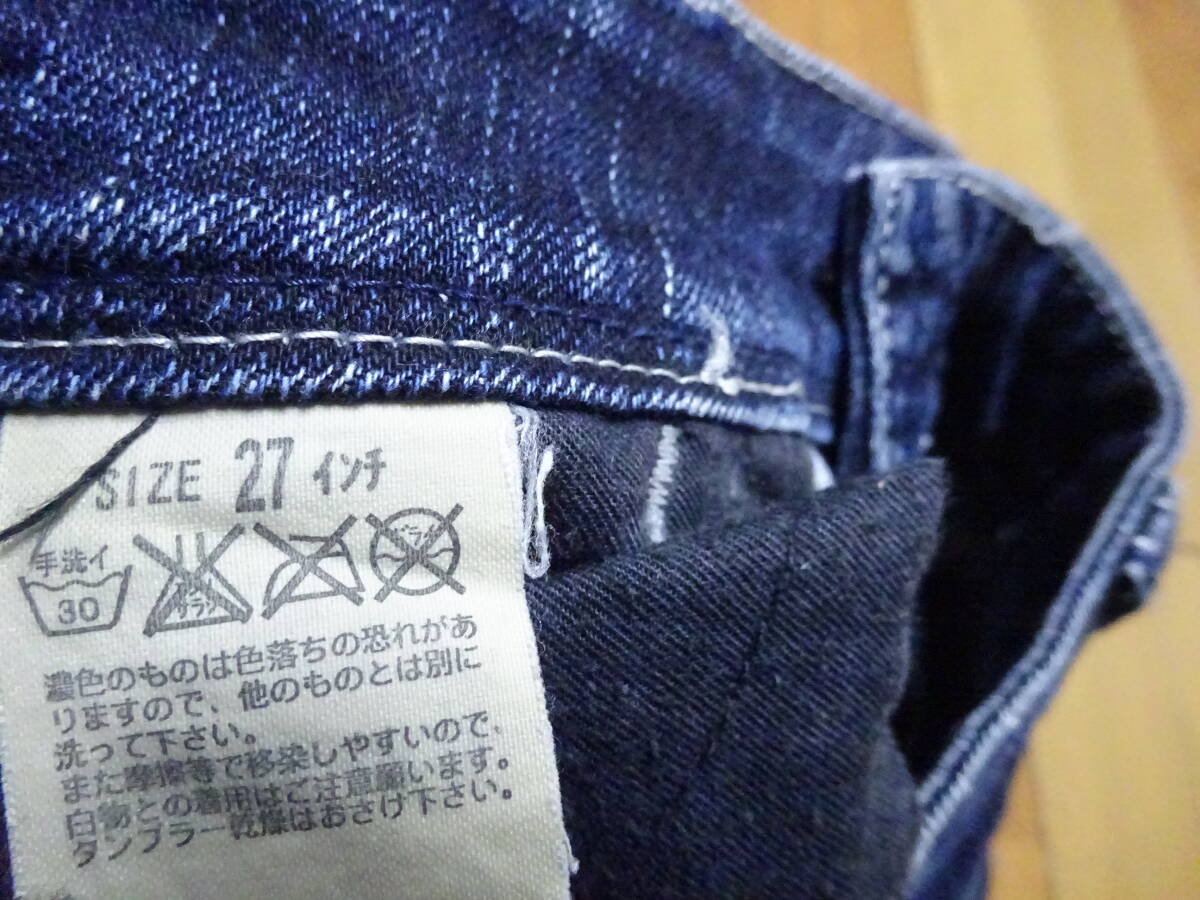 SIZE 27 インチ
手洗イ
30
濃色のものは色落ちの恐れがあ
りますので、他のものとは別に
洗って下さい。
また摩擦等で移染しやすいので、
白物との着用はご注意願います。
タンブラー乾燥はおさけ下さい。